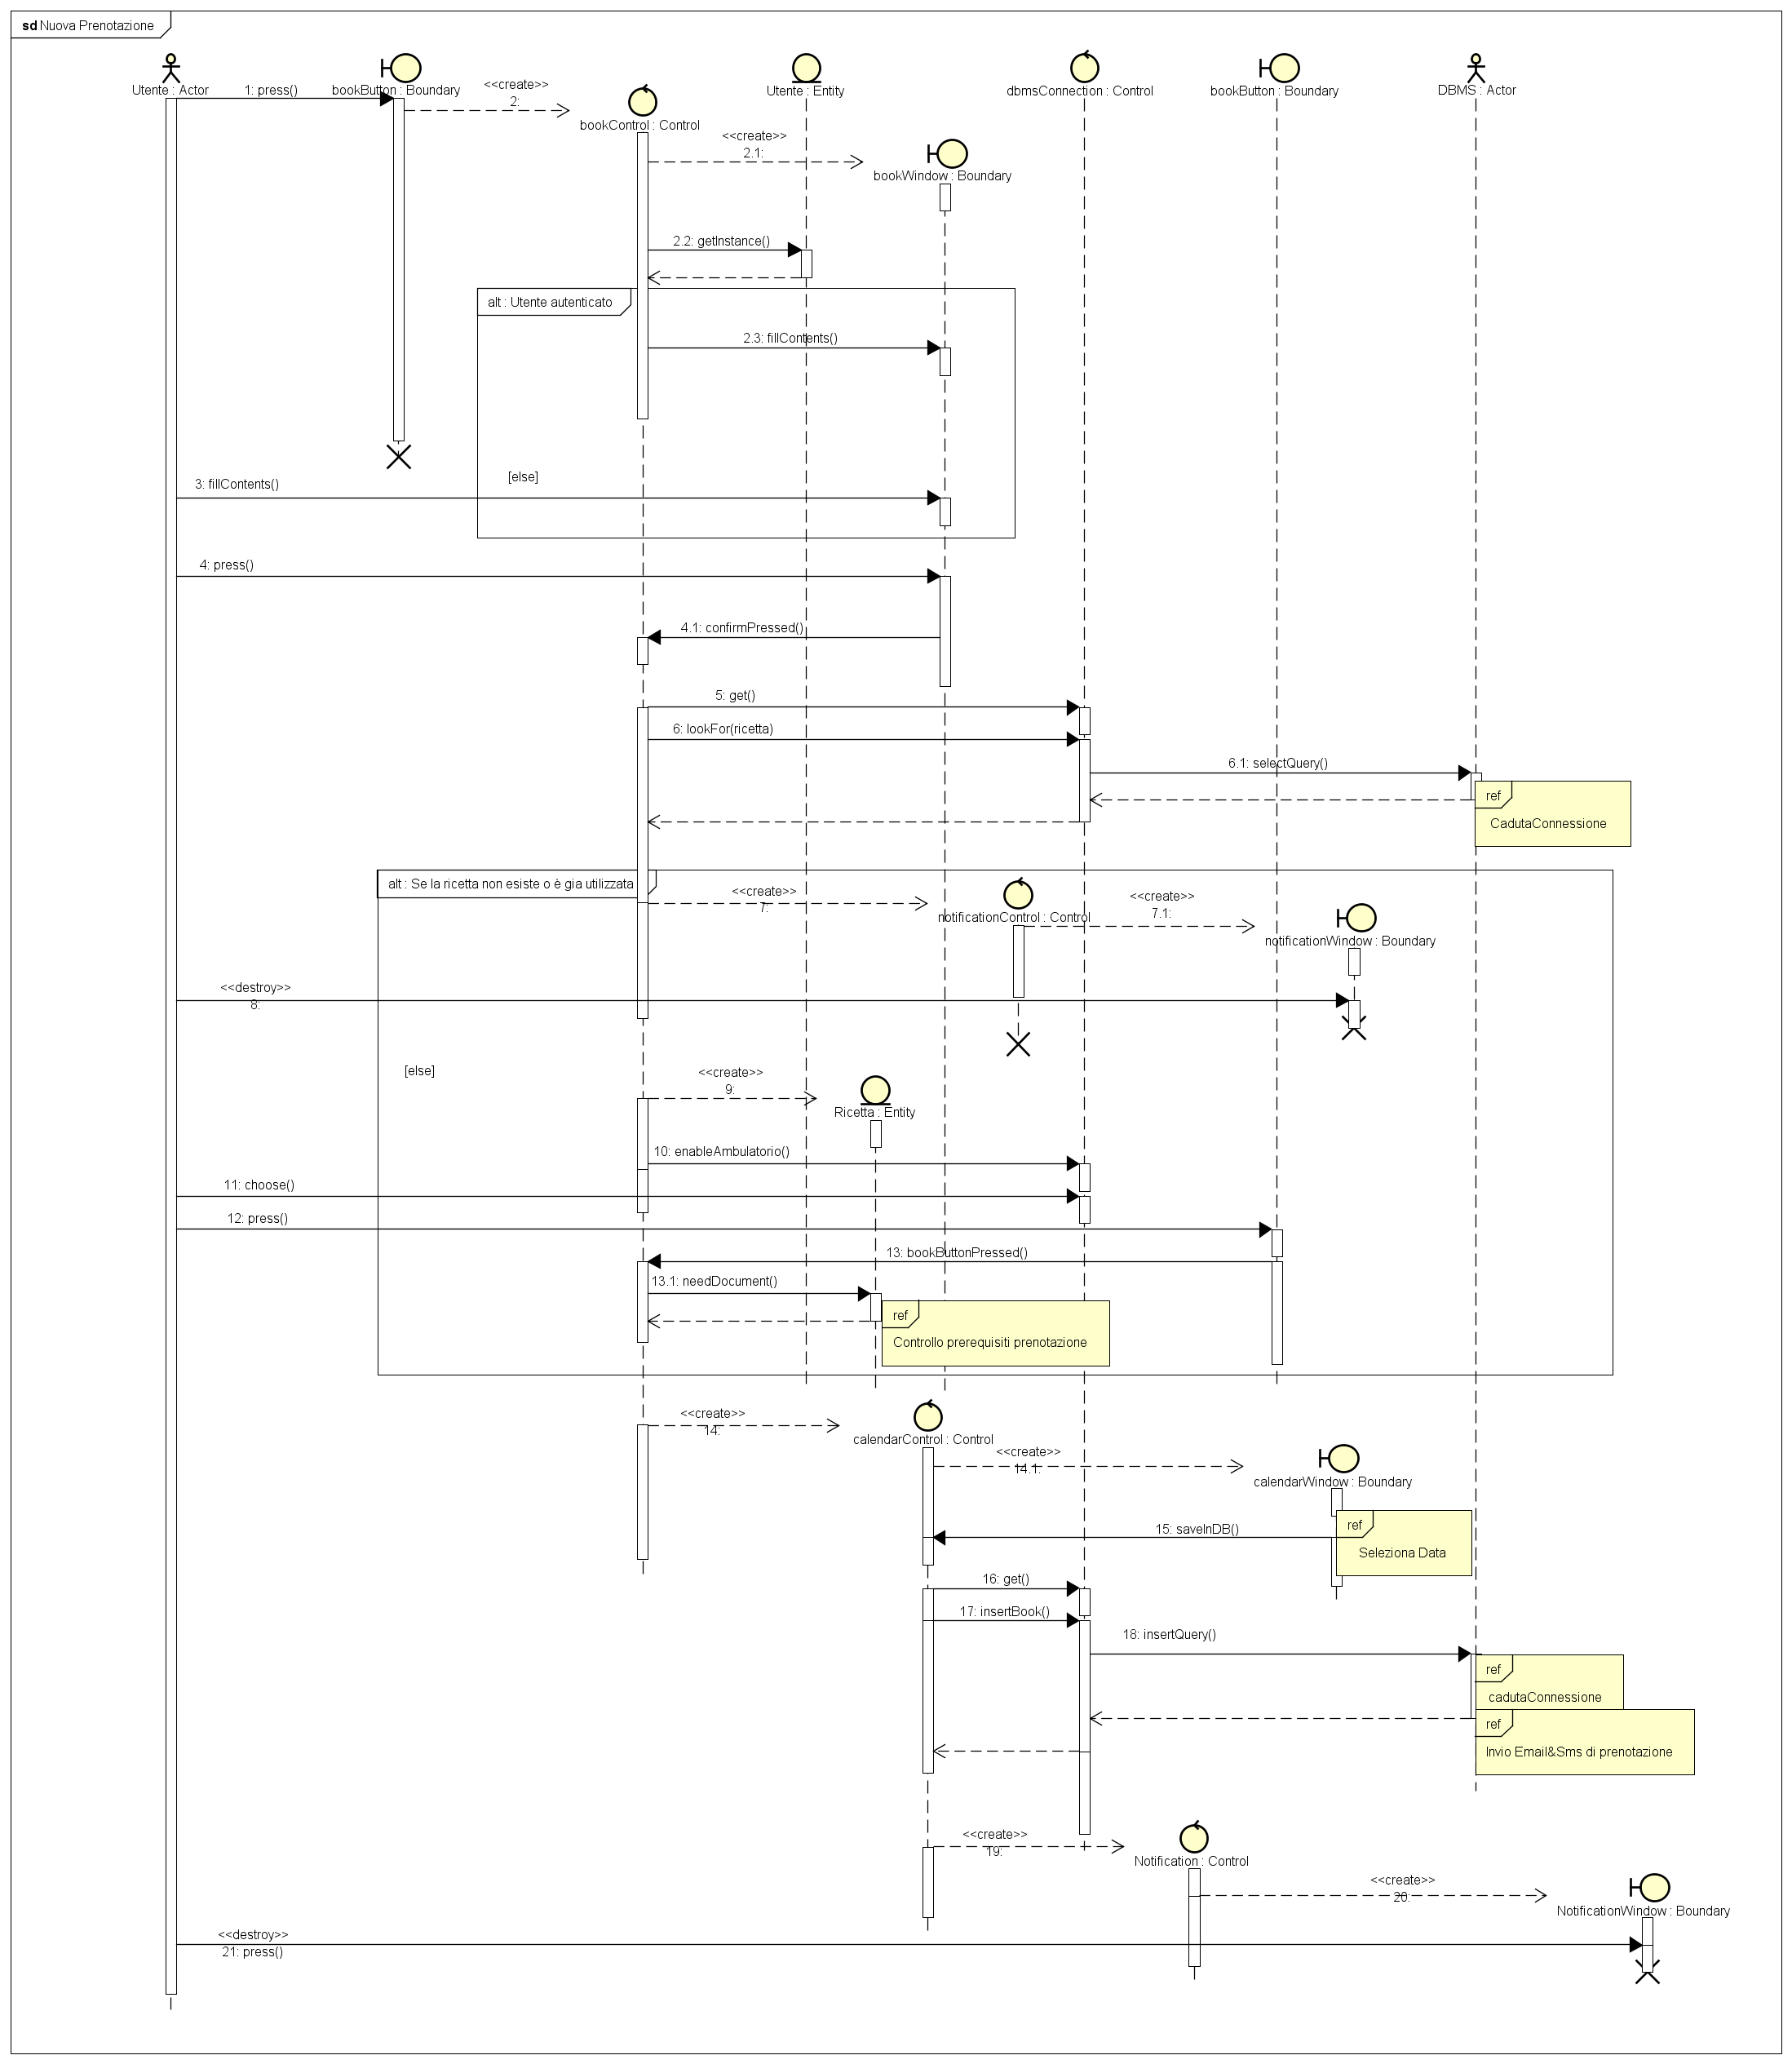 sd Nuova Prenotazione
Utente : Actor
1: press()
bookButton : Boundary
<<create>>
2:
bookControl : Control
Utente : Entity
dbmsConnection : Control
bookButton : Boundary
DBMS : Actor
<<create>>
2.1:
bookWindow : Boundary
2.2: getInstance()
alt : Utente autenticato
2.3: fillContents()
[else]
3: fillContents()
4: press()
4.1: confirmPressed()
5: get()
6: lookFor(ricetta)
6.1: selectQuery()
ref
CadutaConnessione
alt : Se la ricetta non esiste o è gia utilizzata
<<create>>
7:
notificationControl : Control
<<create>>
7.1:
notificationWindow : Boundary
<<destroy>>
8:
[else]
<<create>>
9:
Ricetta : Entity
10: enableAmbulatorio()
11: choose()
12: press()
13: bookButtonPressed()
13.1: needDocument()
ref
Controllo prerequisiti prenotazione
<<create>>
14:
calendarControl : Control
<<create>>
14.1:
calendarWindow : Boundary
15: saveInDB()
ref
Seleziona Data
16: get()
17: insertBook()
18: insertQuery()
ref
cadutaConnessione
ref
Invio Email&Sms di prenotazione
<<create>>
19:
Notification : Control
<<create>>
20:
NotificationWindow : Boundary
<<destroy>>
21: press()